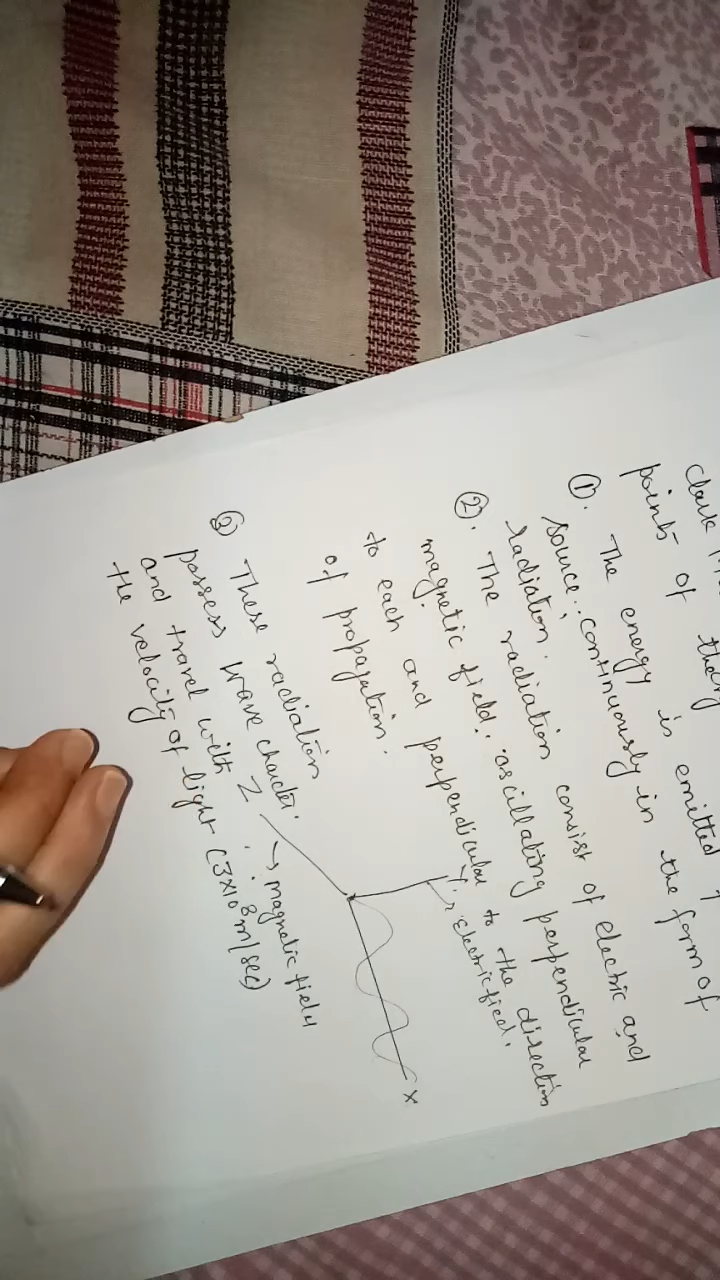 points of theory
①. The energy is emitted
source.. continuously in the form of
radiation.
②. The radiation consist of electric and
magnetic field. oscillating perpendicular
to each and perpendicular to the direction
of propagation.
Y.
→ Electric field.
X
Z
→ magnetic field
③ These radiation
possess wave character.
and travel with
the velocity of light (3×10⁸ m/sec)